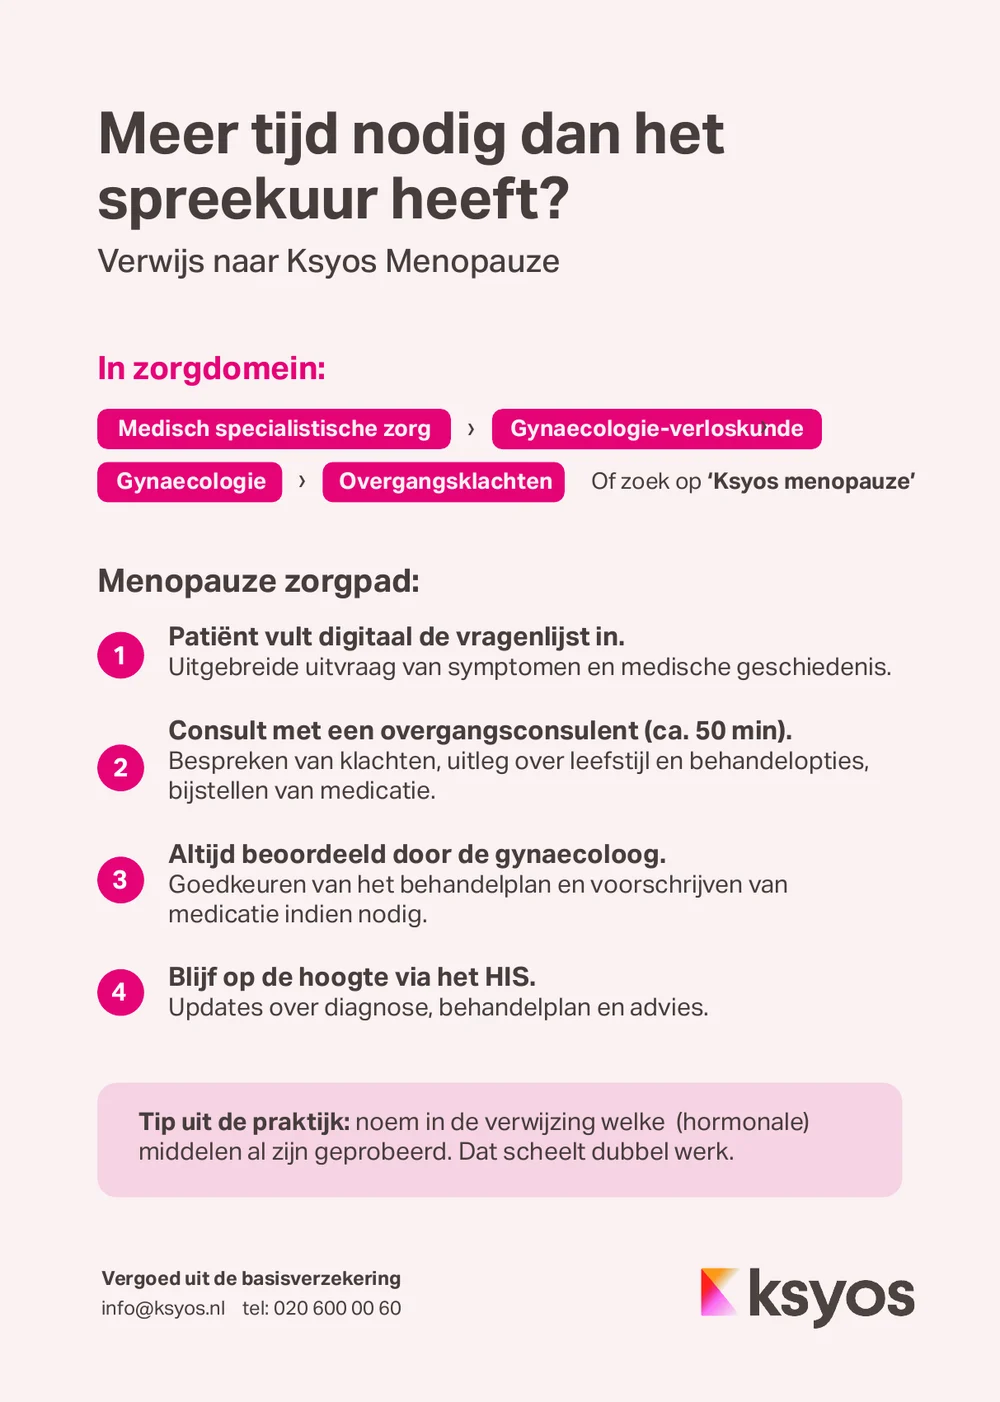 Meer tijd nodig dan het
spreekuur heeft?
Verwijs naar Ksyos Menopauze
In zorgdomein:
Medisch specialistische zorg › Gynaecologie-verloskunde
Gynaecologie › Overgangsklachten Of zoek op ‘Ksyos menopauze’
Menopauze zorgpad:
1 Patiënt vult digitaal de vragenlijst in.
Uitgebreide uitvraag van symptomen en medische geschiedenis.
2 Consult met een overgangsconsulent (ca. 50 min).
Bespreken van klachten, uitleg over leefstijl en behandelopties,
bijstellen van medicatie.
3 Altijd beoordeeld door de gynaecoloog.
Goedkeuren van het behandelplan en voorschrijven van
medicatie indien nodig.
4 Blijf op de hoogte via het HIS.
Updates over diagnose, behandelplan en advies.
Tip uit de praktijk: noem in de verwijzing welke (hormonale)
middelen al zijn geprobeerd. Dat scheelt dubbel werk.
Vergoed uit de basisverzekering
info@ksyos.nl tel: 020 600 00 60
ksyos